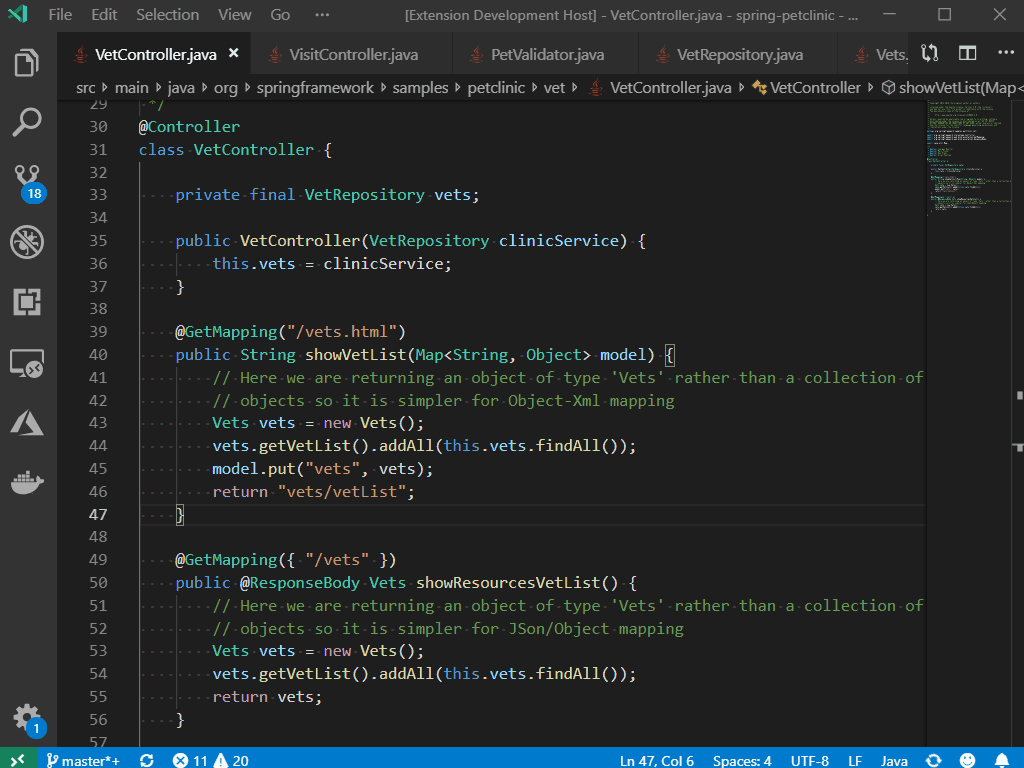 File Edit Selection View Go ··· [Extension Development Host] - VetController.java - spring-petclinic - ...
VetController.java × VisitController.java PetValidator.java VetRepository.java Vets.
src › main › java › org › springframework › samples › petclinic › vet › VetController.java › VetController › showVetList(Map<
29 */
30 @Controller
31 class VetController {
32
33 private final VetRepository vets;
34
35 public VetController(VetRepository clinicService) {
36 this.vets = clinicService;
37 }
38
39 @GetMapping("/vets.html")
40 public String showVetList(Map<String, Object> model) {
41 // Here we are returning an object of type 'Vets' rather than a collection of
42 // objects so it is simpler for Object-Xml mapping
43 Vets vets = new Vets();
44 vets.getVetList().addAll(this.vets.findAll());
45 model.put("vets", vets);
46 return "vets/vetList";
47 }
48
49 @GetMapping({ "/vets" })
50 public @ResponseBody Vets showResourcesVetList() {
51 // Here we are returning an object of type 'Vets' rather than a collection of
52 // objects so it is simpler for JSon/Object mapping
53 Vets vets = new Vets();
54 vets.getVetList().addAll(this.vets.findAll());
55 return vets;
56 }
57
18
1
master*+ 11 20 Ln 47, Col 6 Spaces: 4 UTF-8 LF Java